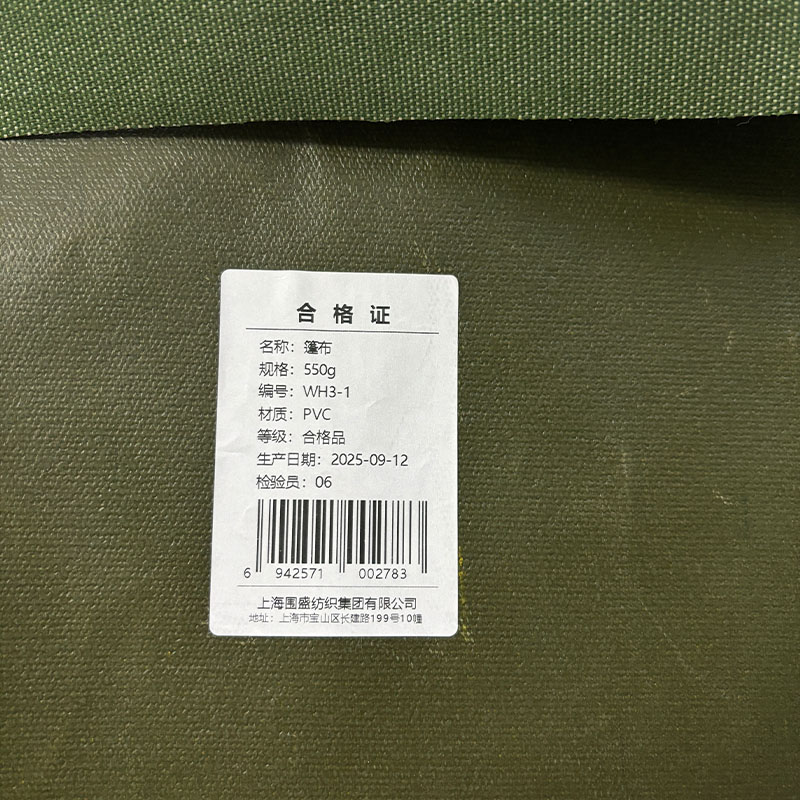 合格证
名称：篷布
规格：550g
编号：WH3-1
材质：PVC
等级：合格品
生产日期：2025-09-12
检验员：06
6 942571 002783
上海围盛纺织集团有限公司
地址：上海市宝山区长建路199号10幢